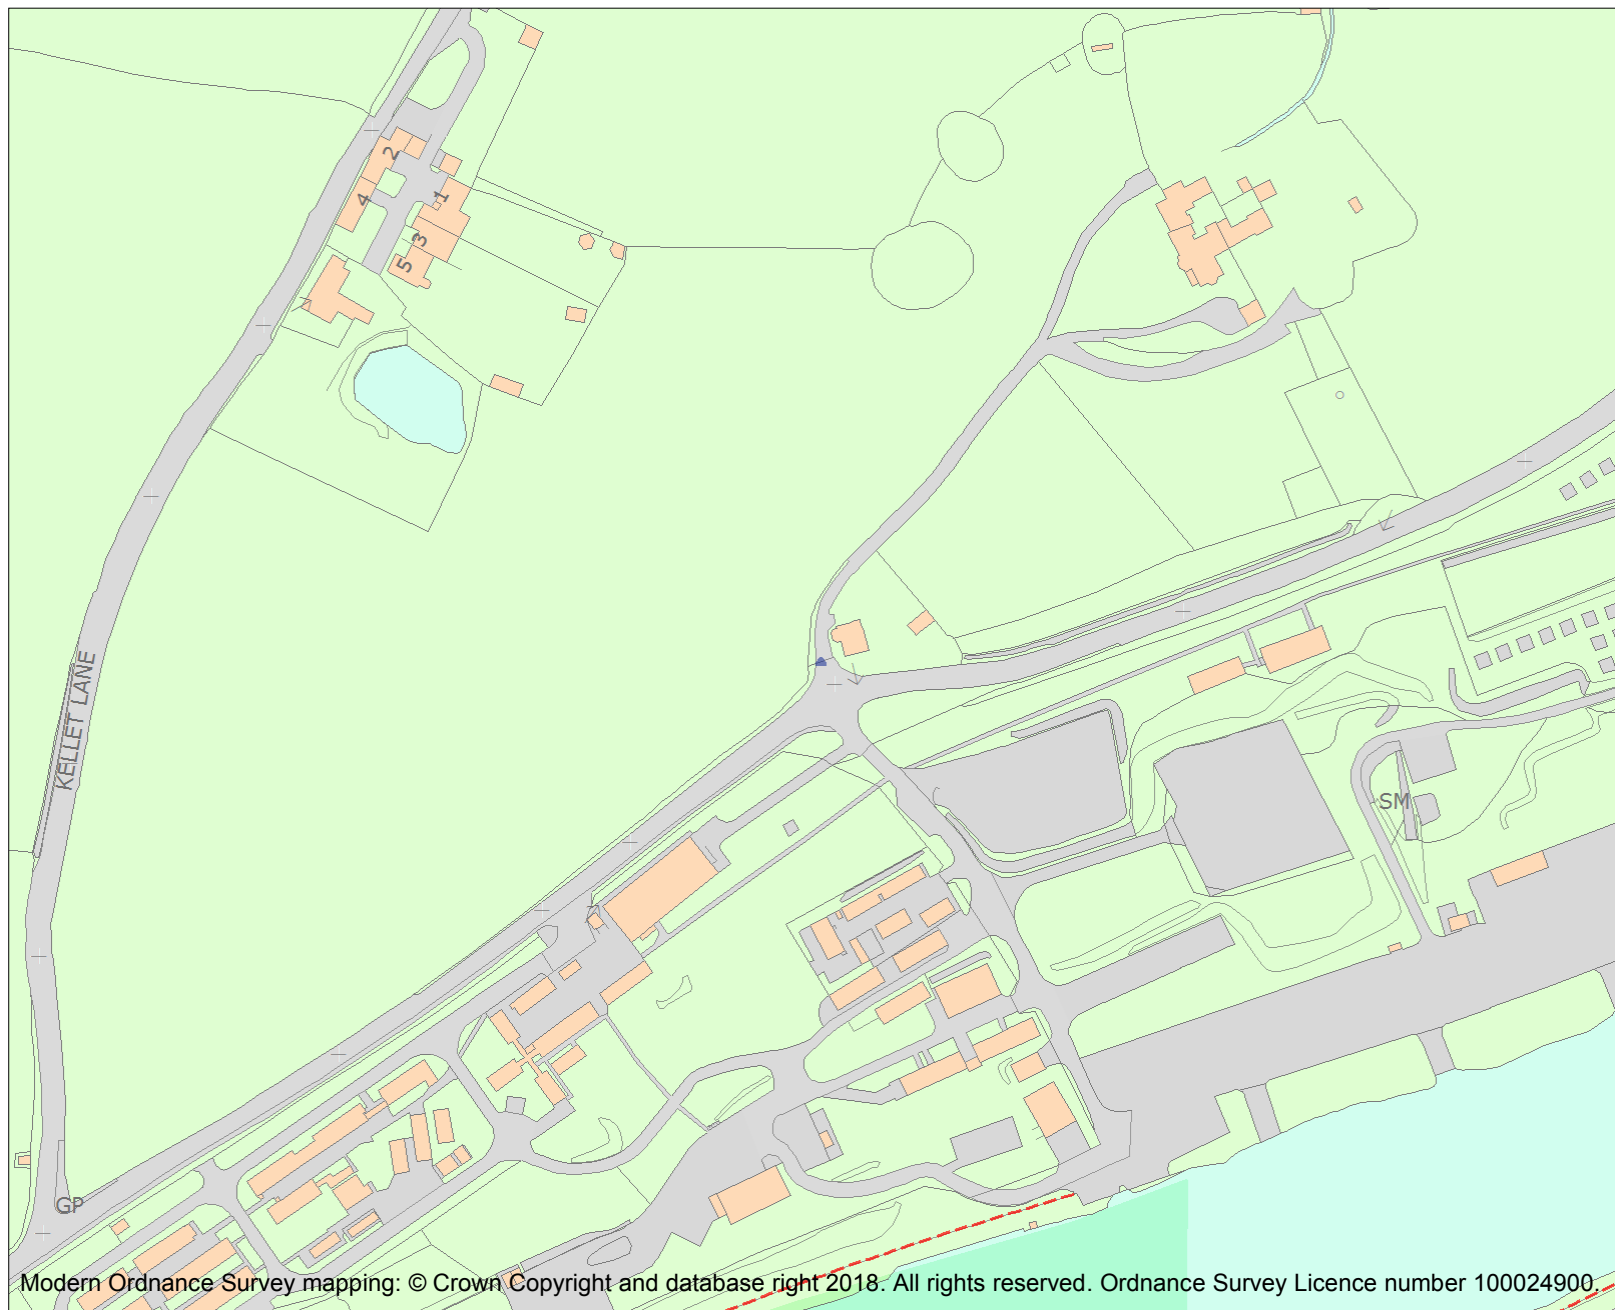 2
4
1
3
5
KELLET LANE
SM
GP
Modern Ordnance Survey mapping: © Crown Copyright and database right 2018. All rights reserved. Ordnance Survey Licence number 100024900.